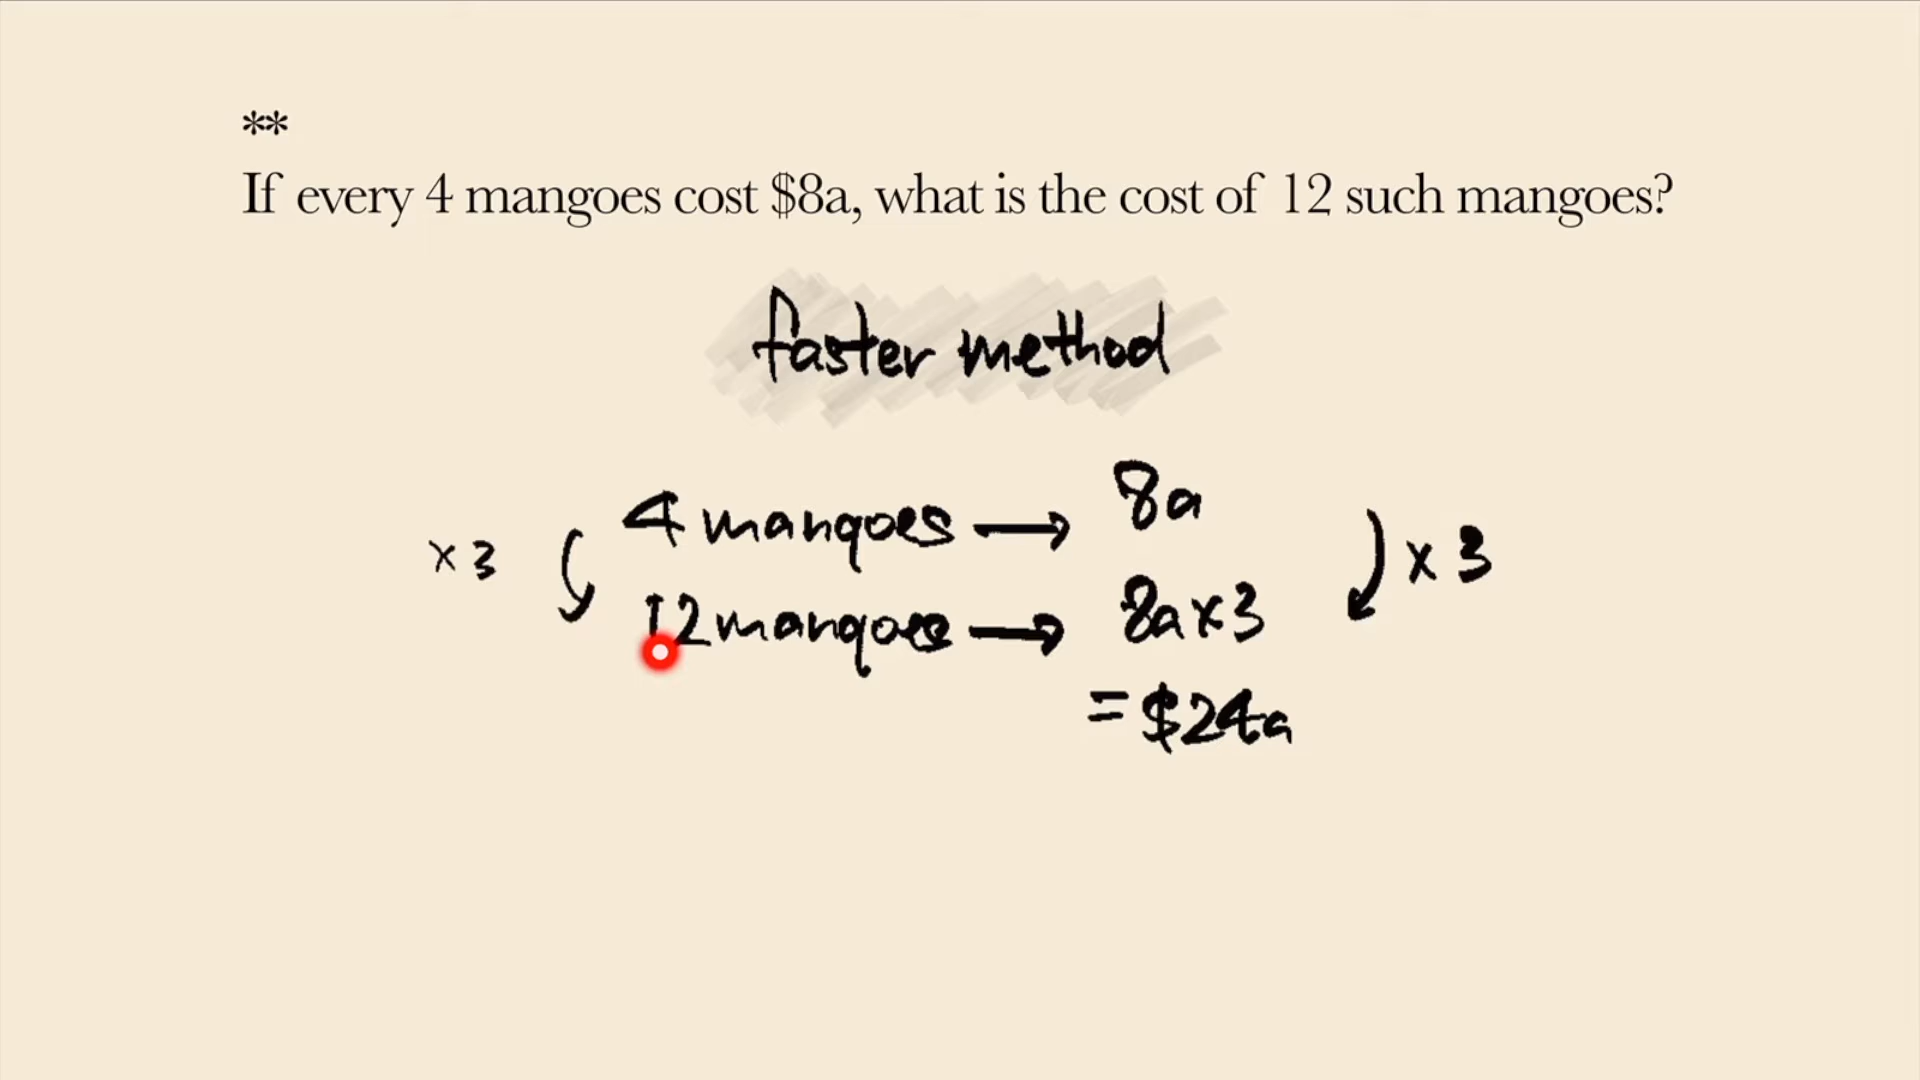 **
If every 4 mangoes cost $8a, what is the cost of 12 such mangoes?
faster method
4 mangoes → 8a
× 3
× 3
12 mangoes → 8a×3
= $24a